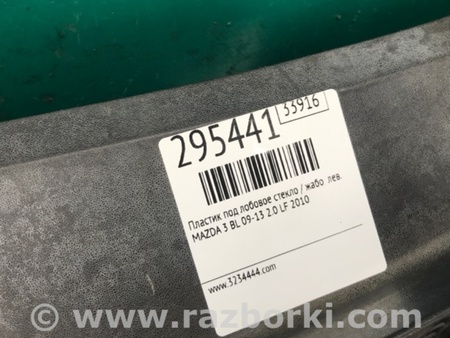 33916
295441
Пластик под лобовое стекло / жабо лев.
MAZDA 3 BL 09-13 2.0 LF 2010
www.3234444.com
© www.razborki.com